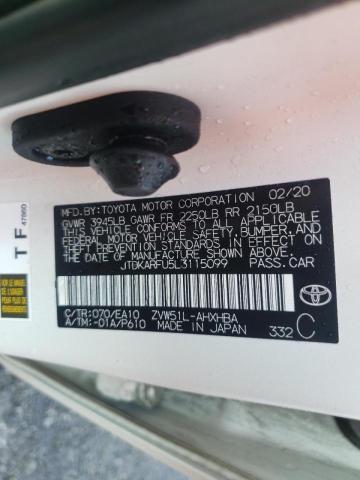 MFD.BY:TOYOTA MOTOR CORPORATION 02/20
GVWR 3945LB GAWR FR 2250LB RR 2150LB
THIS VEHICLE CONFORMS TO ALL APPLICABLE
FEDERAL MOTOR VEHICLE SAFETY, BUMPER, AND
THEFT PREVENTION STANDARDS IN EFFECT ON
THE DATE OF MANUFACTURE SHOWN ABOVE.
JTDKARFU5L3115099 PASS.CAR
C/TR:070/EA10 ZVW51L-AHXHBA
A/TM:-01A/P610 MADE IN JAPAN 332 C
TF
47860